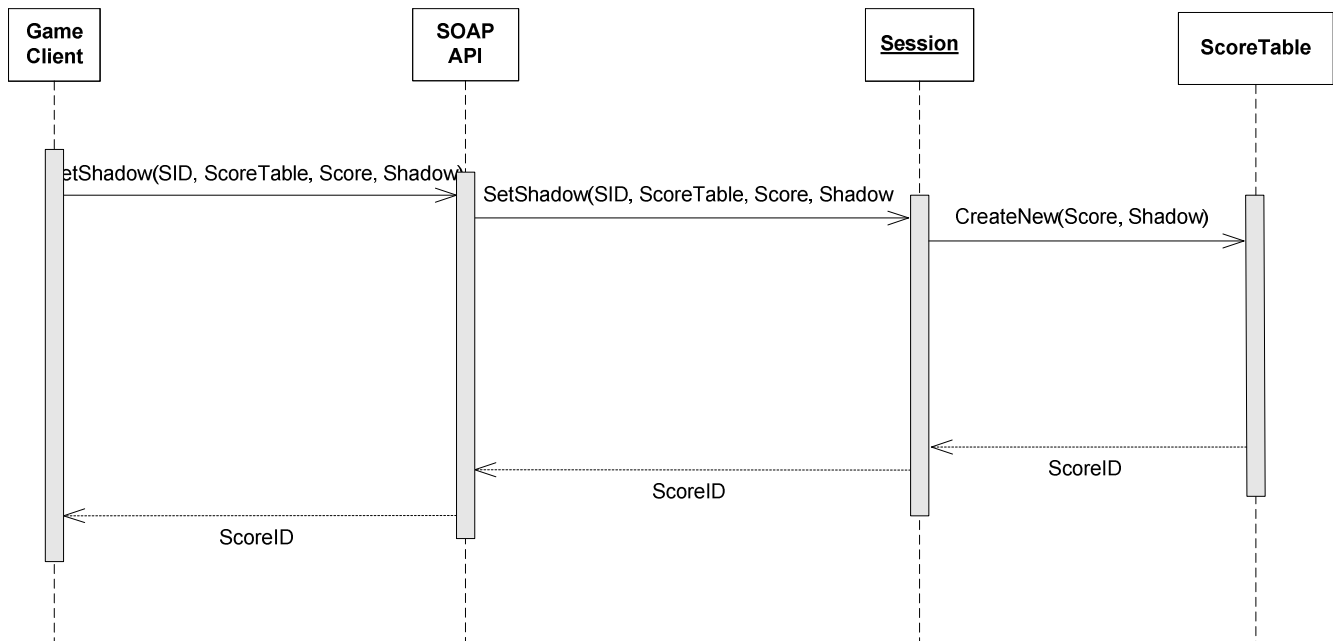 Game
Client
SOAP
API
Session
ScoreTable
etShadow(SID, ScoreTable, Score, Shadow)
SetShadow(SID, ScoreTable, Score, Shadow
CreateNew(Score, Shadow)
ScoreID
ScoreID
ScoreID